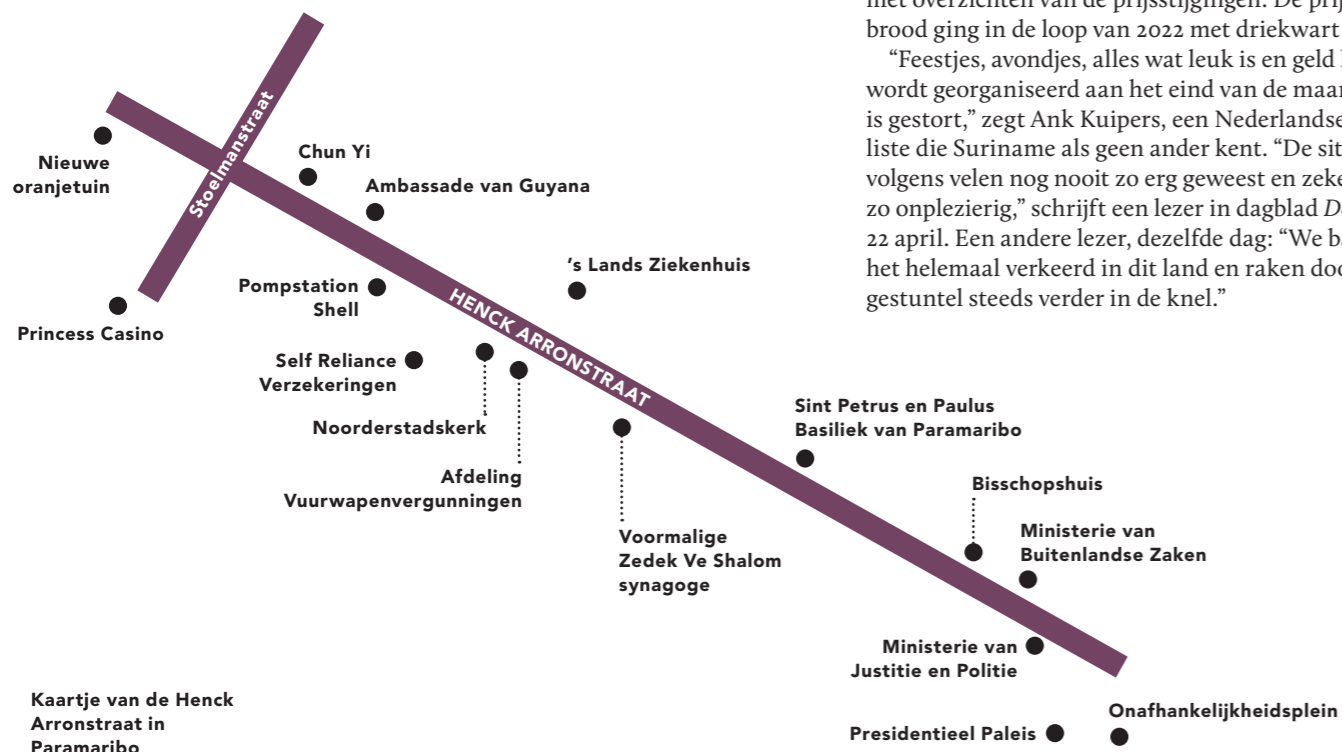 met overzichten van de prijsstijgingen. De prij
brood ging in de loop van 2022 met driekwart
“Feestjes, avondjes, alles wat leuk is en geld
wordt georganiseerd aan het eind van de maan
is gestort,” zegt Ank Kuipers, een Nederlandse
liste die Suriname als geen ander kent. “De sit
volgens velen nog nooit zo erg geweest en zeke
zo onplezierig,” schrijft een lezer in dagblad D
22 april. Een andere lezer, dezelfde dag: “We b
het helemaal verkeerd in dit land en raken doo
gestuntel steeds verder in de knel.”
Stoelmanstraat
Nieuwe
oranjetuin
Chun Yi
Ambassade van Guyana
's Lands Ziekenhuis
Pompstation
Shell
HENCK ARRONSTRAAT
Princess Casino
Self Reliance
Verzekeringen
Noorderstadskerk
Afdeling
Vuurwapenvergunningen
Voormalige
Zedek Ve Shalom
synagoge
Sint Petrus en Paulus
Basiliek van Paramaribo
Bisschopshuis
Ministerie van
Buitenlandse Zaken
Ministerie van
Justitie en Politie
Onafhankelijkheidsplein
Presidentieel Paleis
Kaartje van de Henck
Arronstraat in
Paramaribo